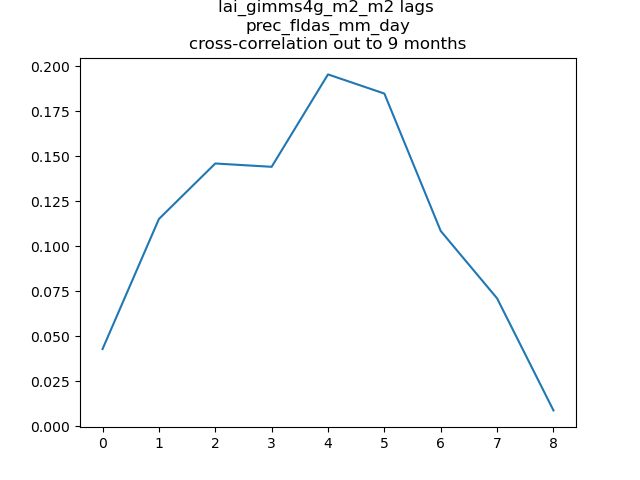 lai_gimms4g_m2_m2 lags
prec_fldas_mm_day
cross-correlation out to 9 months
0.200
0.175
0.150
0.125
0.100
0.075
0.050
0.025
0.000
0 1 2 3 4 5 6 7 8